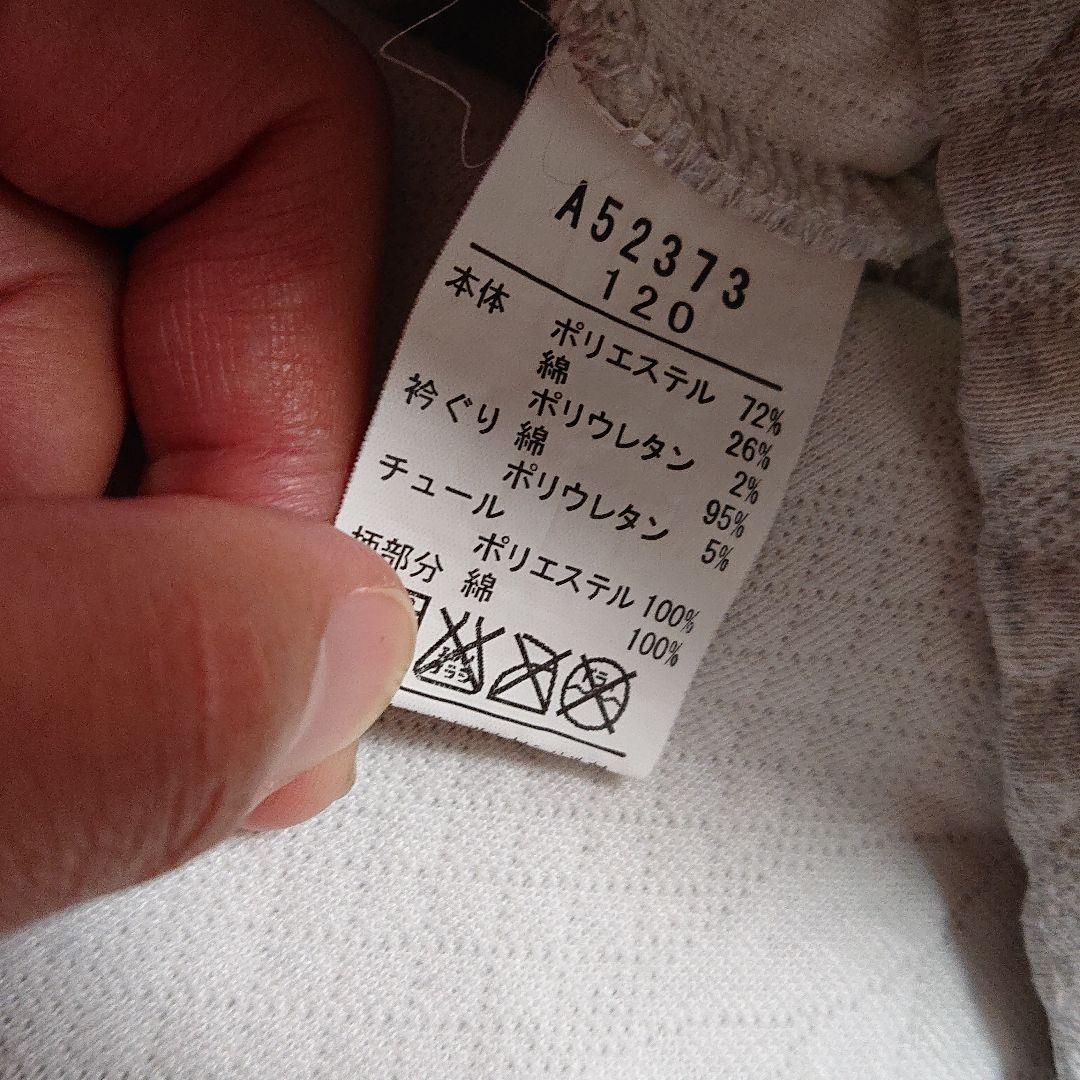 A52373
120
本体 ポリエステル 72%
綿 26%
ポリウレタン 2%
衿ぐり 綿 95%
ポリウレタン 5%
チュール
ポリエステル 100%
柄部分 綿 100%